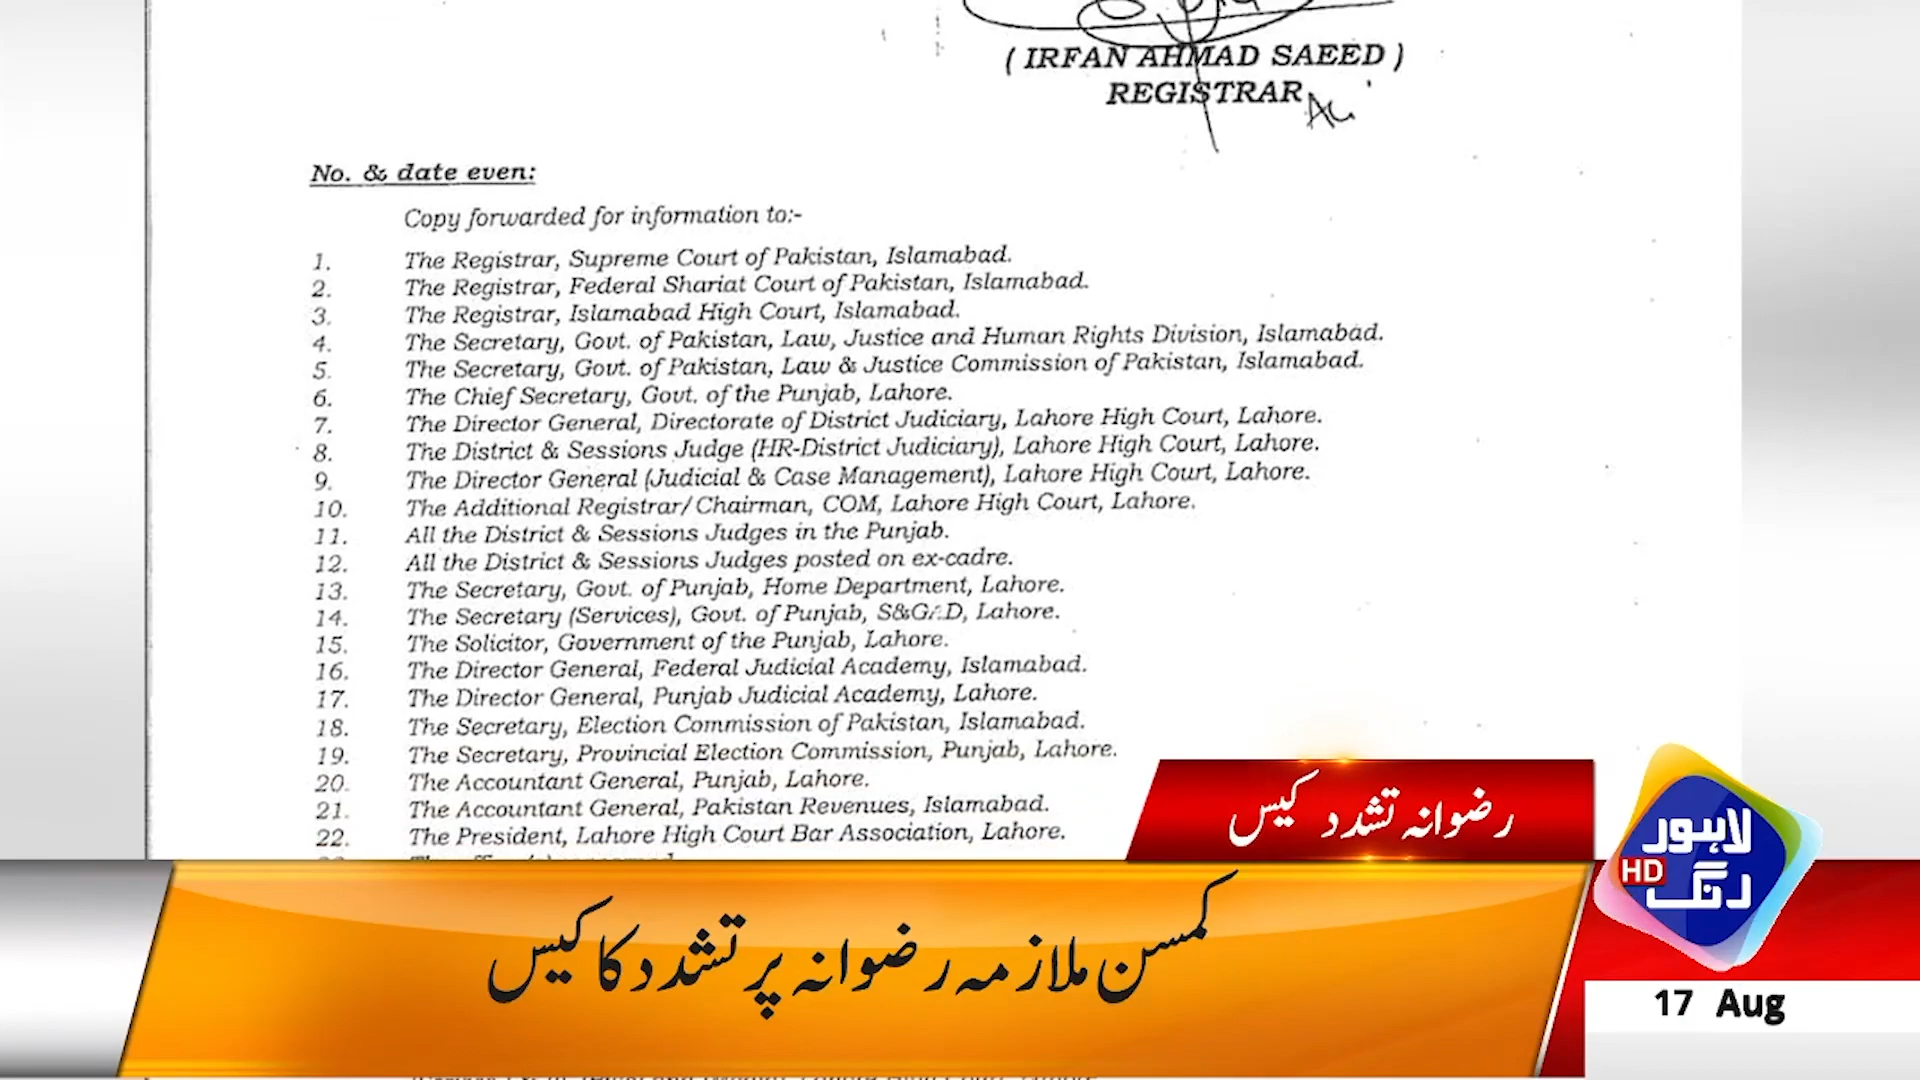 ( IRFAN AHMAD SAEED )
REGISTRAR
No. & date even:
Copy forwarded for information to:-
1. The Registrar, Supreme Court of Pakistan, Islamabad.
2. The Registrar, Federal Shariat Court of Pakistan, Islamabad.
3. The Registrar, Islamabad High Court, Islamabad.
4. The Secretary, Govt. of Pakistan, Law, Justice and Human Rights Division, Islamabad.
5. The Secretary, Govt. of Pakistan, Law & Justice Commission of Pakistan, Islamabad.
6. The Chief Secretary, Govt. of the Punjab, Lahore.
7. The Director General, Directorate of District Judiciary, Lahore High Court, Lahore.
8. The District & Sessions Judge (HR-District Judiciary), Lahore High Court, Lahore.
9. The Director General (Judicial & Case Management), Lahore High Court, Lahore.
10. The Additional Registrar/Chairman, COM, Lahore High Court, Lahore.
11. All the District & Sessions Judges in the Punjab.
12. All the District & Sessions Judges posted on ex-cadre.
13. The Secretary, Govt. of Punjab, Home Department, Lahore.
14. The Secretary (Services), Govt. of Punjab, S&GAD, Lahore.
15. The Solicitor, Government of the Punjab, Lahore.
16. The Director General, Federal Judicial Academy, Islamabad.
17. The Director General, Punjab Judicial Academy, Lahore.
18. The Secretary, Election Commission of Pakistan, Islamabad.
19. The Secretary, Provincial Election Commission, Punjab, Lahore.
20. The Accountant General, Punjab, Lahore.
21. The Accountant General, Pakistan Revenues, Islamabad.
22. The President, Lahore High Court Bar Association, Lahore.
رضوانہ تشدد کیس
لاہور
رنگ HD
کمسن ملازمہ رضوانہ پر تشدد کا کیس
17 Aug